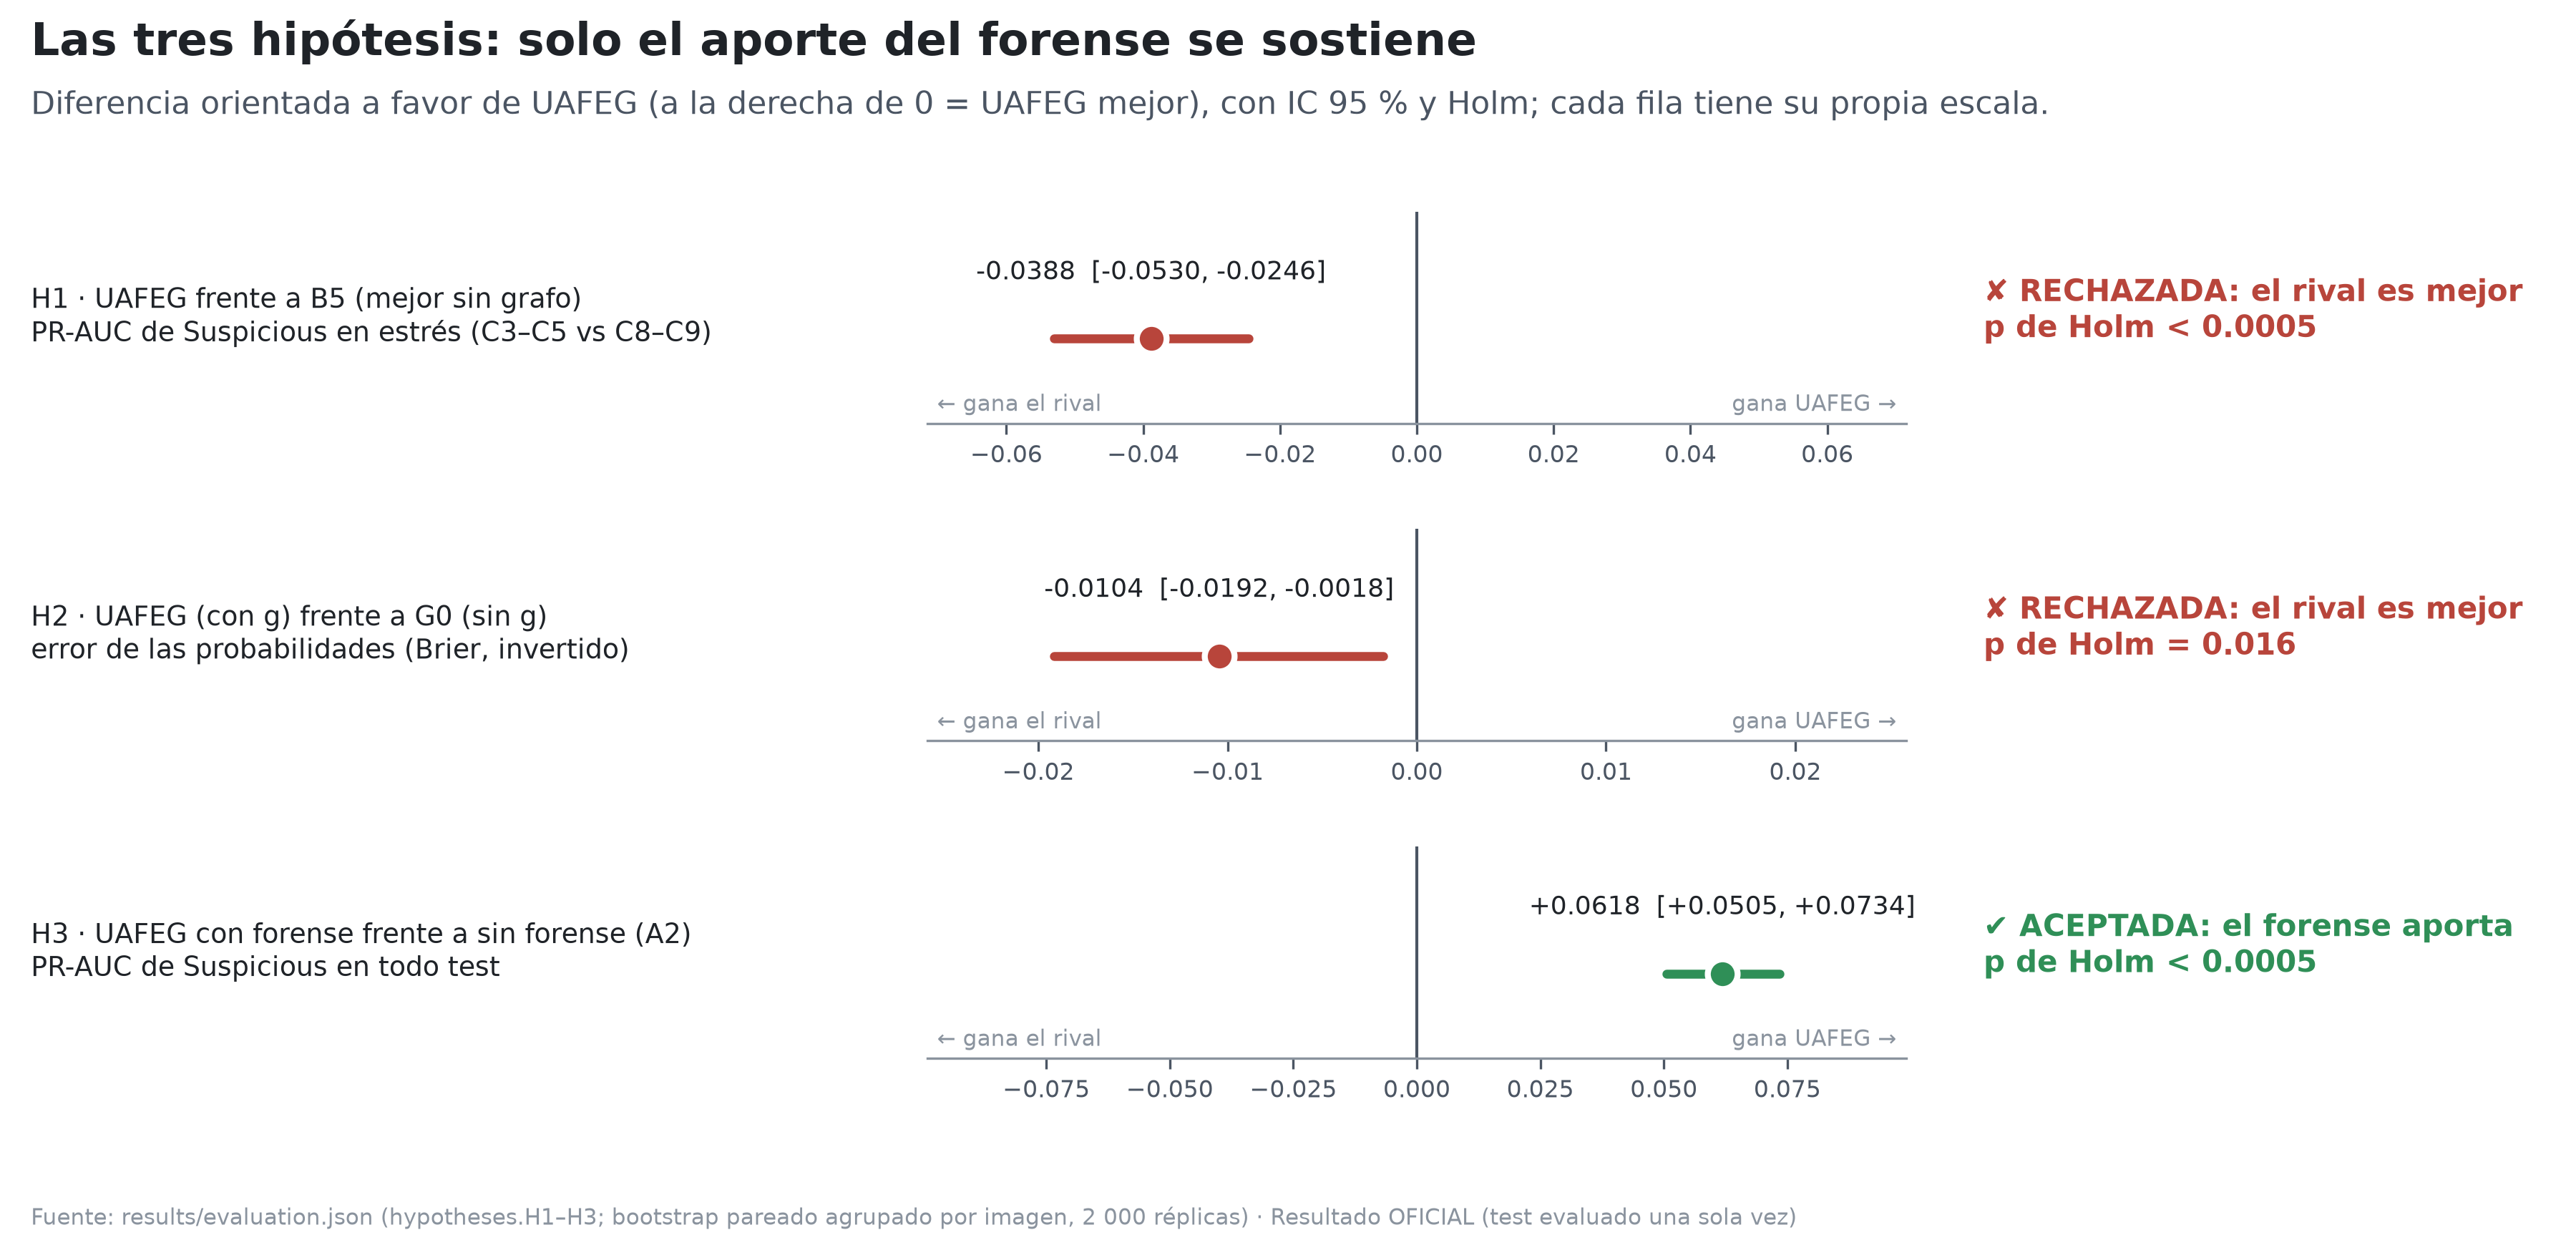 Las tres hipótesis: solo el aporte del forense se sostiene
Diferencia orientada a favor de UAFEG (a la derecha de 0 = UAFEG mejor), con IC 95 % y Holm; cada fila tiene su propia escala.
H1 · UAFEG frente a B5 (mejor sin grafo)
PR-AUC de Suspicious en estrés (C3–C5 vs C8–C9)
-0.0388 [-0.0530, -0.0246]
← gana el rival
gana UAFEG →
−0.06 −0.04 −0.02 0.00 0.02 0.04 0.06
✘ RECHAZADA: el rival es mejor
p de Holm < 0.0005
H2 · UAFEG (con g) frente a G0 (sin g)
error de las probabilidades (Brier, invertido)
-0.0104 [-0.0192, -0.0018]
← gana el rival
gana UAFEG →
−0.02 −0.01 0.00 0.01 0.02
✘ RECHAZADA: el rival es mejor
p de Holm = 0.016
H3 · UAFEG con forense frente a sin forense (A2)
PR-AUC de Suspicious en todo test
+0.0618 [+0.0505, +0.0734]
← gana el rival
gana UAFEG →
−0.075 −0.050 −0.025 0.000 0.025 0.050 0.075
✔ ACEPTADA: el forense aporta
p de Holm < 0.0005
Fuente: results/evaluation.json (hypotheses.H1–H3; bootstrap pareado agrupado por imagen, 2 000 réplicas) · Resultado OFICIAL (test evaluado una sola vez)